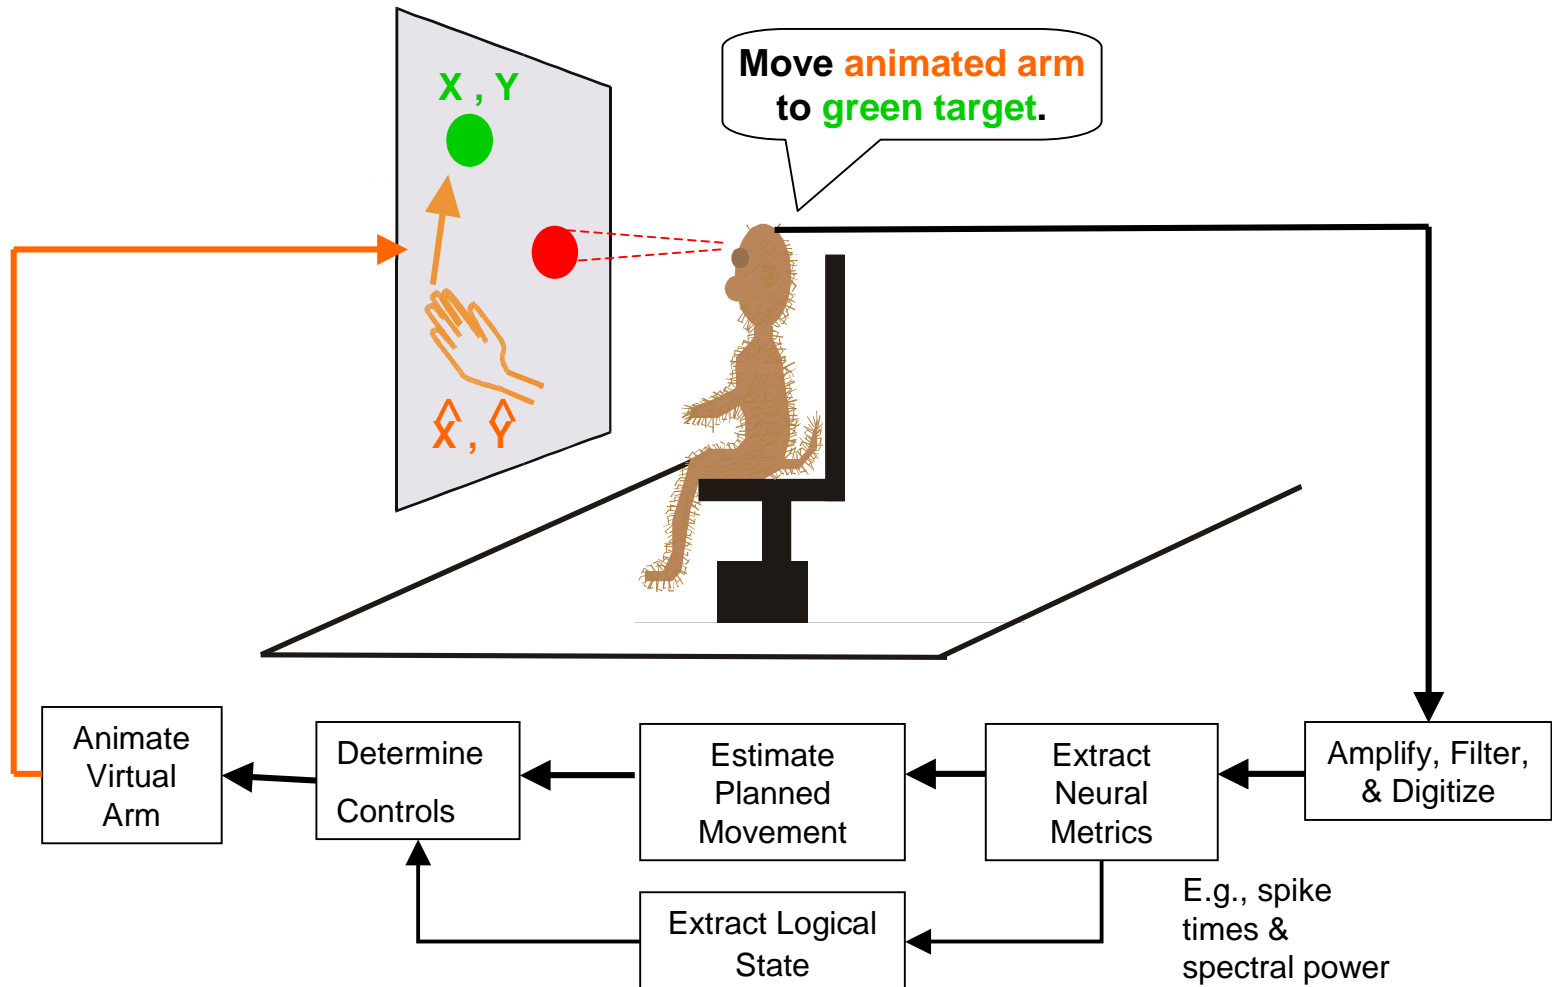 Move animated arm
to green target.
X , Y
X̂ , Ŷ
Animate
Virtual
Arm
Determine
Controls
Estimate
Planned
Movement
Extract
Neural
Metrics
Amplify, Filter,
& Digitize
Extract Logical
State
E.g., spike
times &
spectral power